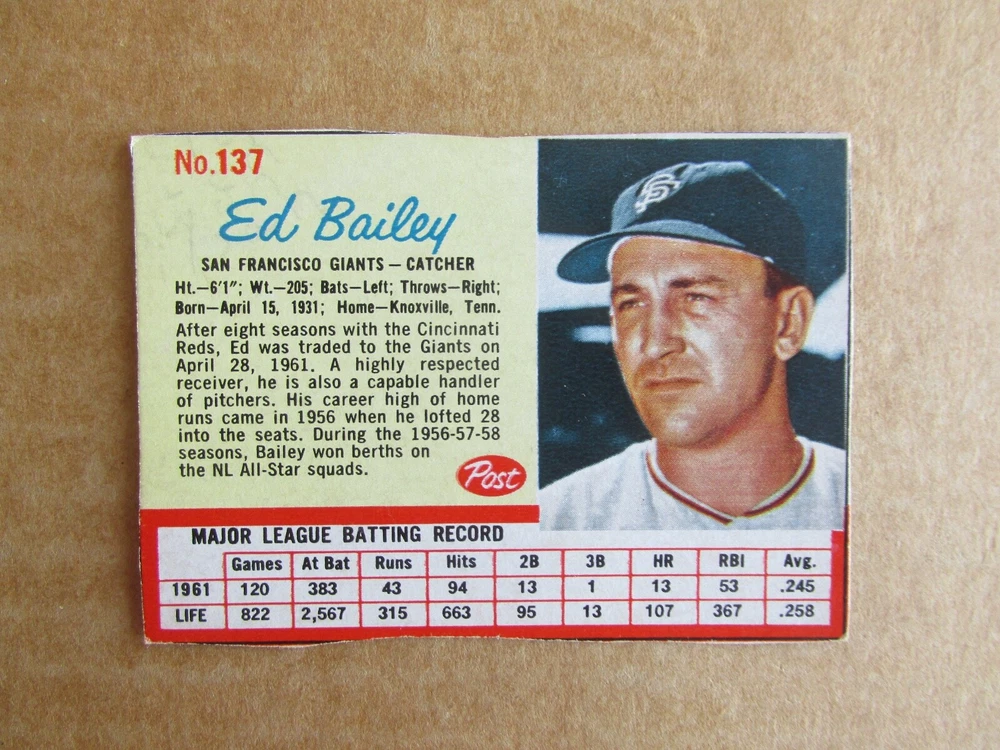 No.137
Ed Bailey
SAN FRANCISCO GIANTS — CATCHER
Ht.—6'1"; Wt.—205; Bats—Left; Throws—Right;
Born—April 15, 1931; Home—Knoxville, Tenn.
After eight seasons with the Cincinnati
Reds, Ed was traded to the Giants on
April 28, 1961. A highly respected
receiver, he is also a capable handler
of pitchers. His career high of home
runs came in 1956 when he lofted 28
into the seats. During the 1956-57-58
seasons, Bailey won berths on
the NL All-Star squads.
Post
SF
MAJOR LEAGUE BATTING RECORD
Games At Bat Runs Hits 2B 3B HR RBI Avg.
1961 120 383 43 94 13 1 13 53 .245
LIFE 822 2,567 315 663 95 13 107 367 .258